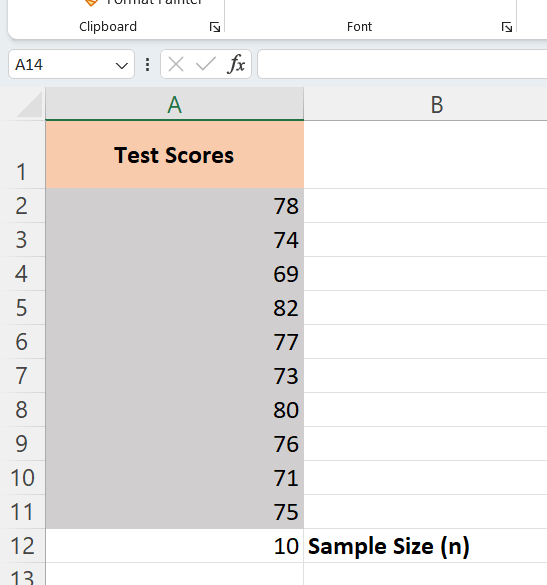 Format Painter
Clipboard Font
A14 fx
A B
1 Test Scores
2 78
3 74
4 69
5 82
6 77
7 73
8 80
9 76
10 71
11 75
12 10 Sample Size (n)
13